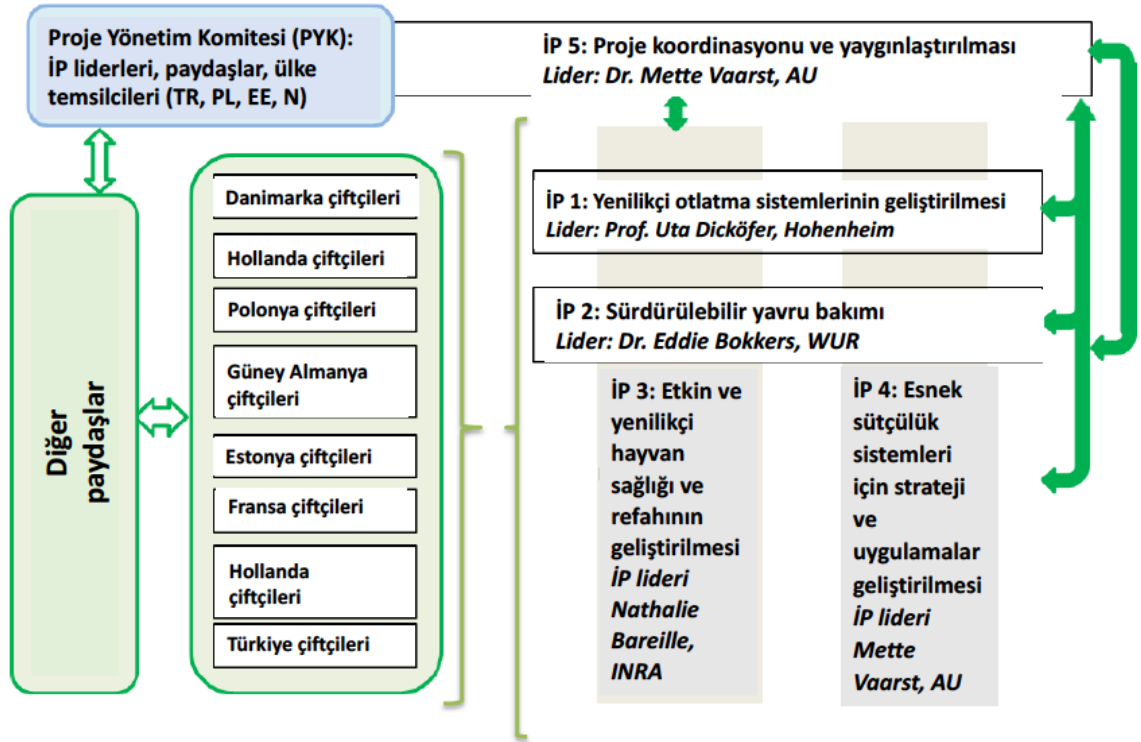 Proje Yönetim Komitesi (PYK):
İP liderleri, paydaşlar, ülke
temsilcileri (TR, PL, EE, N)
İP 5: Proje koordinasyonu ve yaygınlaştırılması
Lider: Dr. Mette Vaarst, AU
Diğer
paydaşlar
Danimarka çiftçileri
Hollanda çiftçileri
Polonya çiftçileri
Güney Almanya
çiftçileri
Estonya çiftçileri
Fransa çiftçileri
Hollanda
çiftçileri
Türkiye çiftçileri
İP 1: Yenilikçi otlatma sistemlerinin geliştirilmesi
Lider: Prof. Uta Dicköfer, Hohenheim
İP 2: Sürdürülebilir yavru bakımı
Lider: Dr. Eddie Bokkers, WUR
İP 3: Etkin ve
yenilikçi
hayvan
sağlığı ve
refahının
geliştirilmesi
İP lideri
Nathalie
Bareille,
INRA
İP 4: Esnek
sütçülük
sistemleri
için strateji
ve
uygulamalar
geliştirilmesi
İP lideri
Mette
Vaarst, AU